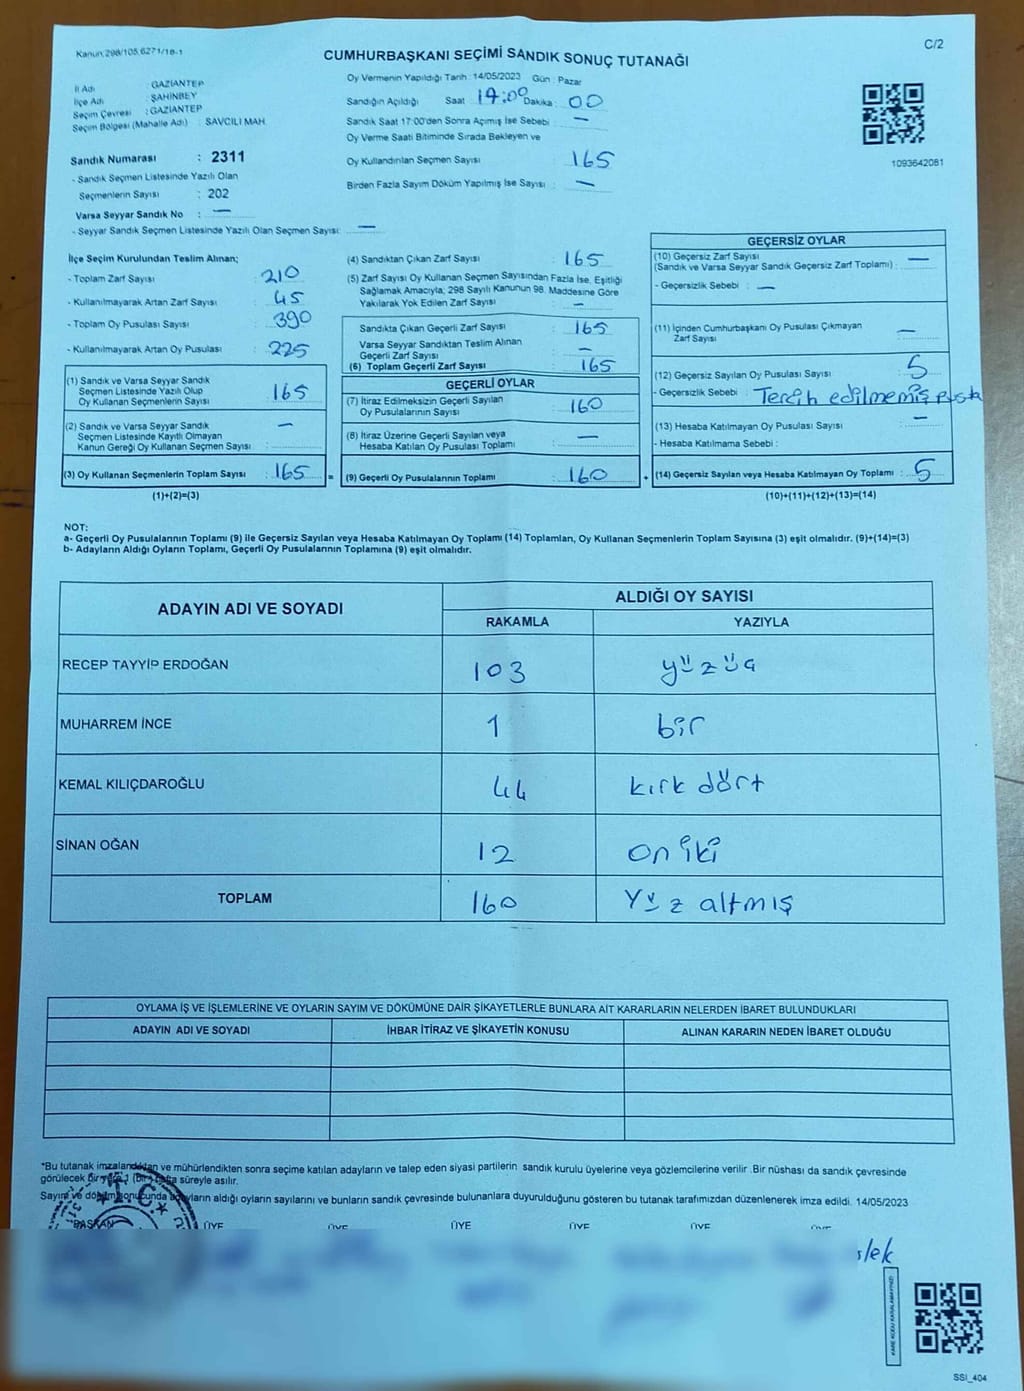 Kanun:298/105,6271/18-1
C/2
CUMHURBAŞKANI SEÇİMİ SANDIK SONUÇ TUTANAĞI
İl Adı : GAZİANTEP
İlçe Adı : ŞAHİNBEY
Seçim Çevresi : GAZİANTEP
Seçim Bölgesi (Mahalle Adı) : SAVCILI MAH.
Sandık Numarası : 2311
- Sandık Seçmen Listesinde Yazılı Olan
Seçmenlerin Sayısı : 202
Varsa Seyyar Sandık No : —
- Seyyar Sandık Seçmen Listesinde Yazılı Olan Seçmen Sayısı: —
Oy Vermenin Yapıldığı Tarih : 14/05/2023 Gün : Pazar
Sandığın Açıldığı Saat : 17:00 Dakika : 00
Sandık Saat 17:00'den Sonra Açımış İse Sebebi : —
Oy Verme Saati Bitiminde Sırada Bekleyen ve
Oy Kullandırılan Seçmen Sayısı : 165
Birden Fazla Sayım Döküm Yapılmış İse Sayısı : —
1093642081
İlçe Seçim Kurulundan Teslim Alınan;
- Toplam Zarf Sayısı : 210
- Kullanılmayarak Artan Zarf Sayısı : 45
- Toplam Oy Pusulası Sayısı : 390
- Kullanılmayarak Artan Oy Pusulası : 225
(1) Sandık ve Varsa Seyyar Sandık
Seçmen Listesinde Yazılı Olup
Oy Kullanan Seçmenlerin Sayısı : 165
(2) Sandık ve Varsa Seyyar Sandık
Seçmen Listesinde Kayıtlı Olmayan
Kanun Gereği Oy Kullanan Seçmen Sayısı : —
(3) Oy Kullanan Seçmenlerin Toplam Sayısı : 165
(1)+(2)=(3)
(4) Sandıktan Çıkan Zarf Sayısı : 165
(5) Zarf Sayısı Oy Kullanan Seçmen Sayısından Fazla İse, Eşitliği
Sağlamak Amacıyla; 298 Sayılı Kanunun 98. Maddesine Göre
Yakılarak Yok Edilen Zarf Sayısı : —
Sandıkta Çıkan Geçerli Zarf Sayısı : 165
Varsa Seyyar Sandıktan Teslim Alınan
Geçerli Zarf Sayısı : —
(6) Toplam Geçerli Zarf Sayısı : 165
GEÇERLİ OYLAR
(7) İtiraz Edilmeksizin Geçerli Sayılan
Oy Pusulalarının Sayısı : 160
(8) İtiraz Üzerine Geçerli Sayılan veya
Hesaba Katılan Oy Pusulası Toplamı : —
(9) Geçerli Oy Pusulalarının Toplamı : 160
GEÇERSİZ OYLAR
(10) Geçersiz Zarf Sayısı
(Sandık ve Varsa Seyyar Sandık Geçersiz Zarf Toplamı) : —
- Geçersizlik Sebebi : —
(11) İçinden Cumhurbaşkanı Oy Pusulası Çıkmayan
Zarf Sayısı : —
(12) Geçersiz Sayılan Oy Pusulası Sayısı : 5
- Geçersizlik Sebebi : Tercih edilmemiş pusla
(13) Hesaba Katılmayan Oy Pusulası Sayısı : —
- Hesaba Katılmama Sebebi :
(14) Geçersiz Sayılan veya Hesaba Katılmayan Oy Toplamı : 5
(10)+(11)+(12)+(13)=(14)
NOT:
a- Geçerli Oy Pusulalarının Toplamı (9) ile Geçersiz Sayılan veya Hesaba Katılmayan Oy Toplamı (14) Toplamları, Oy Kullanan Seçmenlerin Toplam Sayısına (3) eşit olmalıdır. (9)+(14)=(3)
b- Adayların Aldığı Oyların Toplamı, Geçerli Oy Pusulalarının Toplamına (9) eşit olmalıdır.
ADAYIN ADI VE SOYADI
ALDIĞI OY SAYISI
RAKAMLA YAZIYLA
RECEP TAYYİP ERDOĞAN 103 yüzüç
MUHARREM İNCE 1 bir
KEMAL KILIÇDAROĞLU 44 kırk dört
SİNAN OĞAN 12 on iki
TOPLAM 160 Yüz altmış
OYLAMA İŞ VE İŞLEMLERİNE VE OYLARIN SAYIM VE DÖKÜMÜNE DAİR ŞİKAYETLERLE BUNLARA AİT KARARLARIN NELERDEN İBARET BULUNDUKLARI
ADAYIN ADI VE SOYADI İHBAR İTİRAZ VE ŞİKAYETİN KONUSU ALINAN KARARIN NEDEN İBARET OLDUĞU
*Bu tutanak imzalandıktan ve mühürlendikten sonra seçime katılan adayların ve talep eden siyasi partilerin sandık kurulu üyelerine veya gözlemcilerine verilir .Bir nüshası da sandık çevresinde
görülecek bir yere 1 (bir) hafta süreyle asılır.
Sayım ve döküm sonucunda adayların aldığı oyların sayılarını ve bunların sandık çevresinde bulunanlara duyurulduğunu gösteren bu tutanak tarafımızdan düzenlenerek imza edildi. 14/05/2023
BAŞKAN ÜYE ÜYE ÜYE ÜYE ÜYE ÜYE
T.C.
KARE KODU KARALAMAYINIZ!
SSI_404